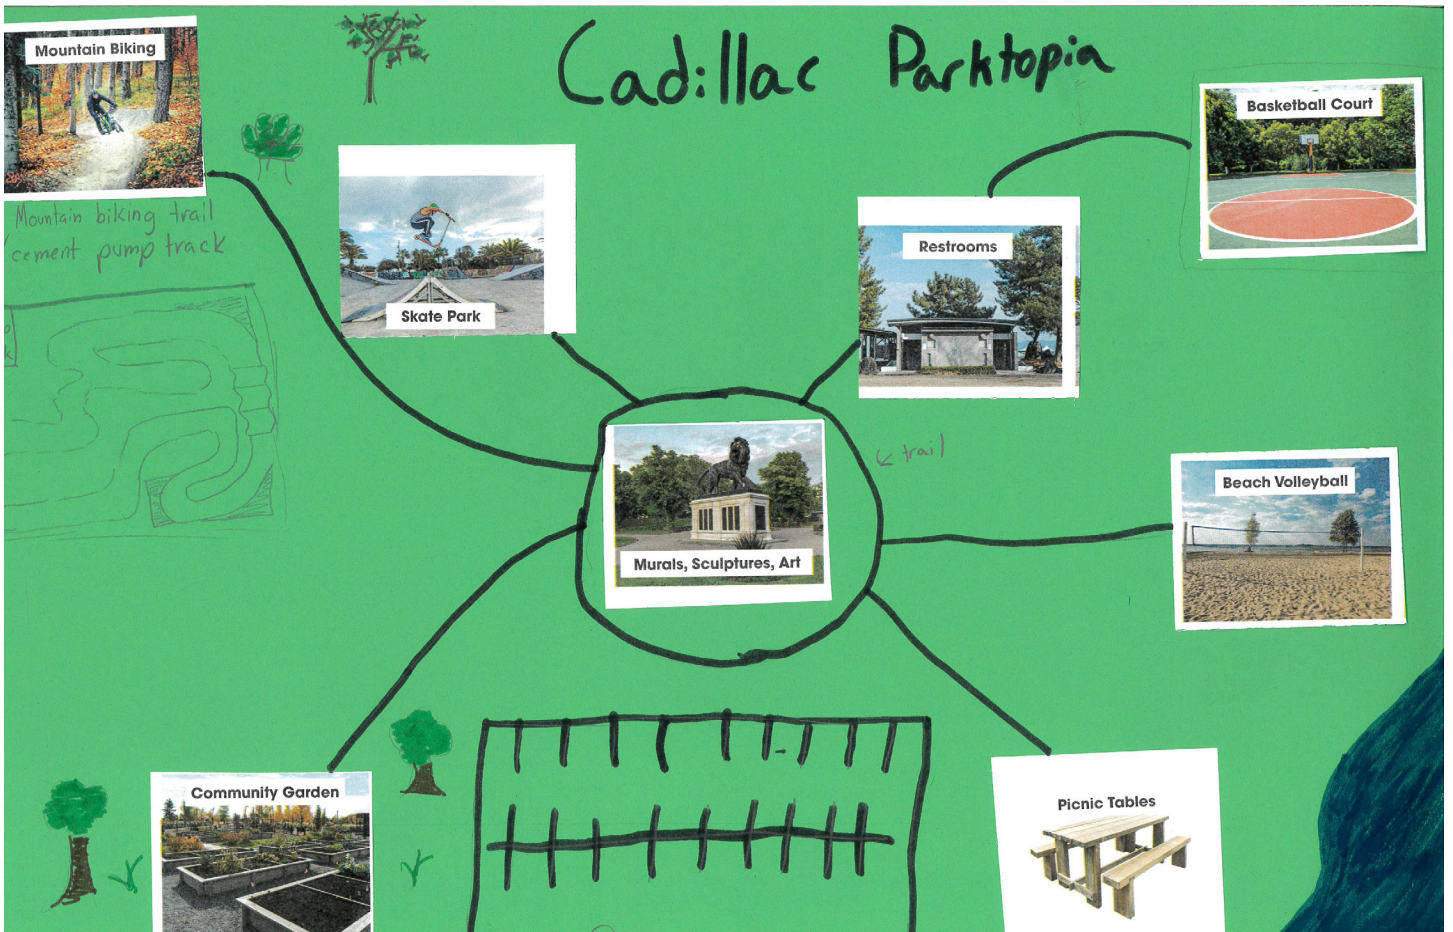 Cadillac Parktopia
Mountain Biking
Basketball Court
Mountain biking trail
cement pump track
Restrooms
Skate Park
trail
Beach Volleyball
Murals, Sculptures, Art
Community Garden
Picnic Tables